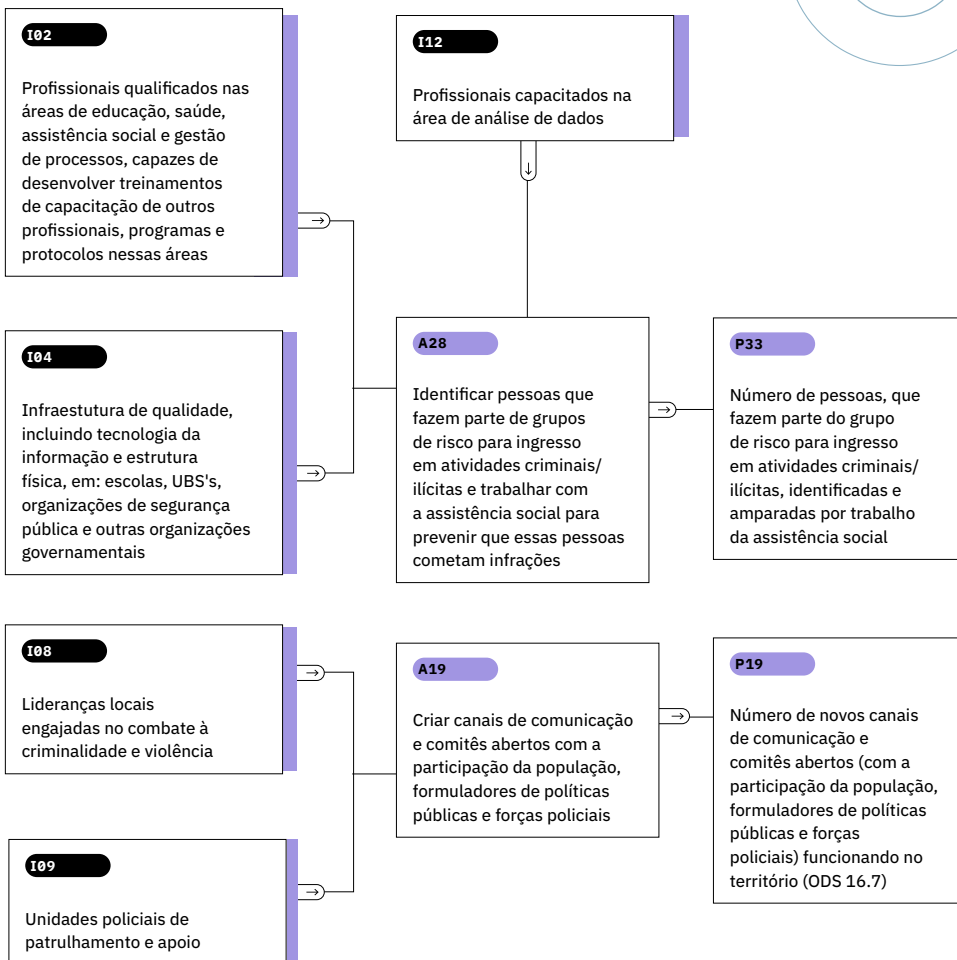 I02
Profissionais qualificados nas
áreas de educação, saúde,
assistência social e gestão
de processos, capazes de
desenvolver treinamentos
de capacitação de outros
profissionais, programas e
protocolos nessas áreas
I12
Profissionais capacitados na
área de análise de dados
I04
Infraestutura de qualidade,
incluindo tecnologia da
informação e estrutura
física, em: escolas, UBS's,
organizações de segurança
pública e outras organizações
governamentais
A28
Identificar pessoas que
fazem parte de grupos
de risco para ingresso
em atividades criminais/
ilícitas e trabalhar com
a assistência social para
prevenir que essas pessoas
cometam infrações
P33
Número de pessoas, que
fazem parte do grupo
de risco para ingresso
em atividades criminais/
ilícitas, identificadas e
amparadas por trabalho
da assistência social
I08
Lideranças locais
engajadas no combate à
criminalidade e violência
A19
Criar canais de comunicação
e comitês abertos com a
participação da população,
formuladores de políticas
públicas e forças policiais
P19
Número de novos canais
de comunicação e
comitês abertos (com a
participação da população,
formuladores de políticas
públicas e forças
policiais) funcionando no
território (ODS 16.7)
I09
Unidades policiais de
patrulhamento e apoio